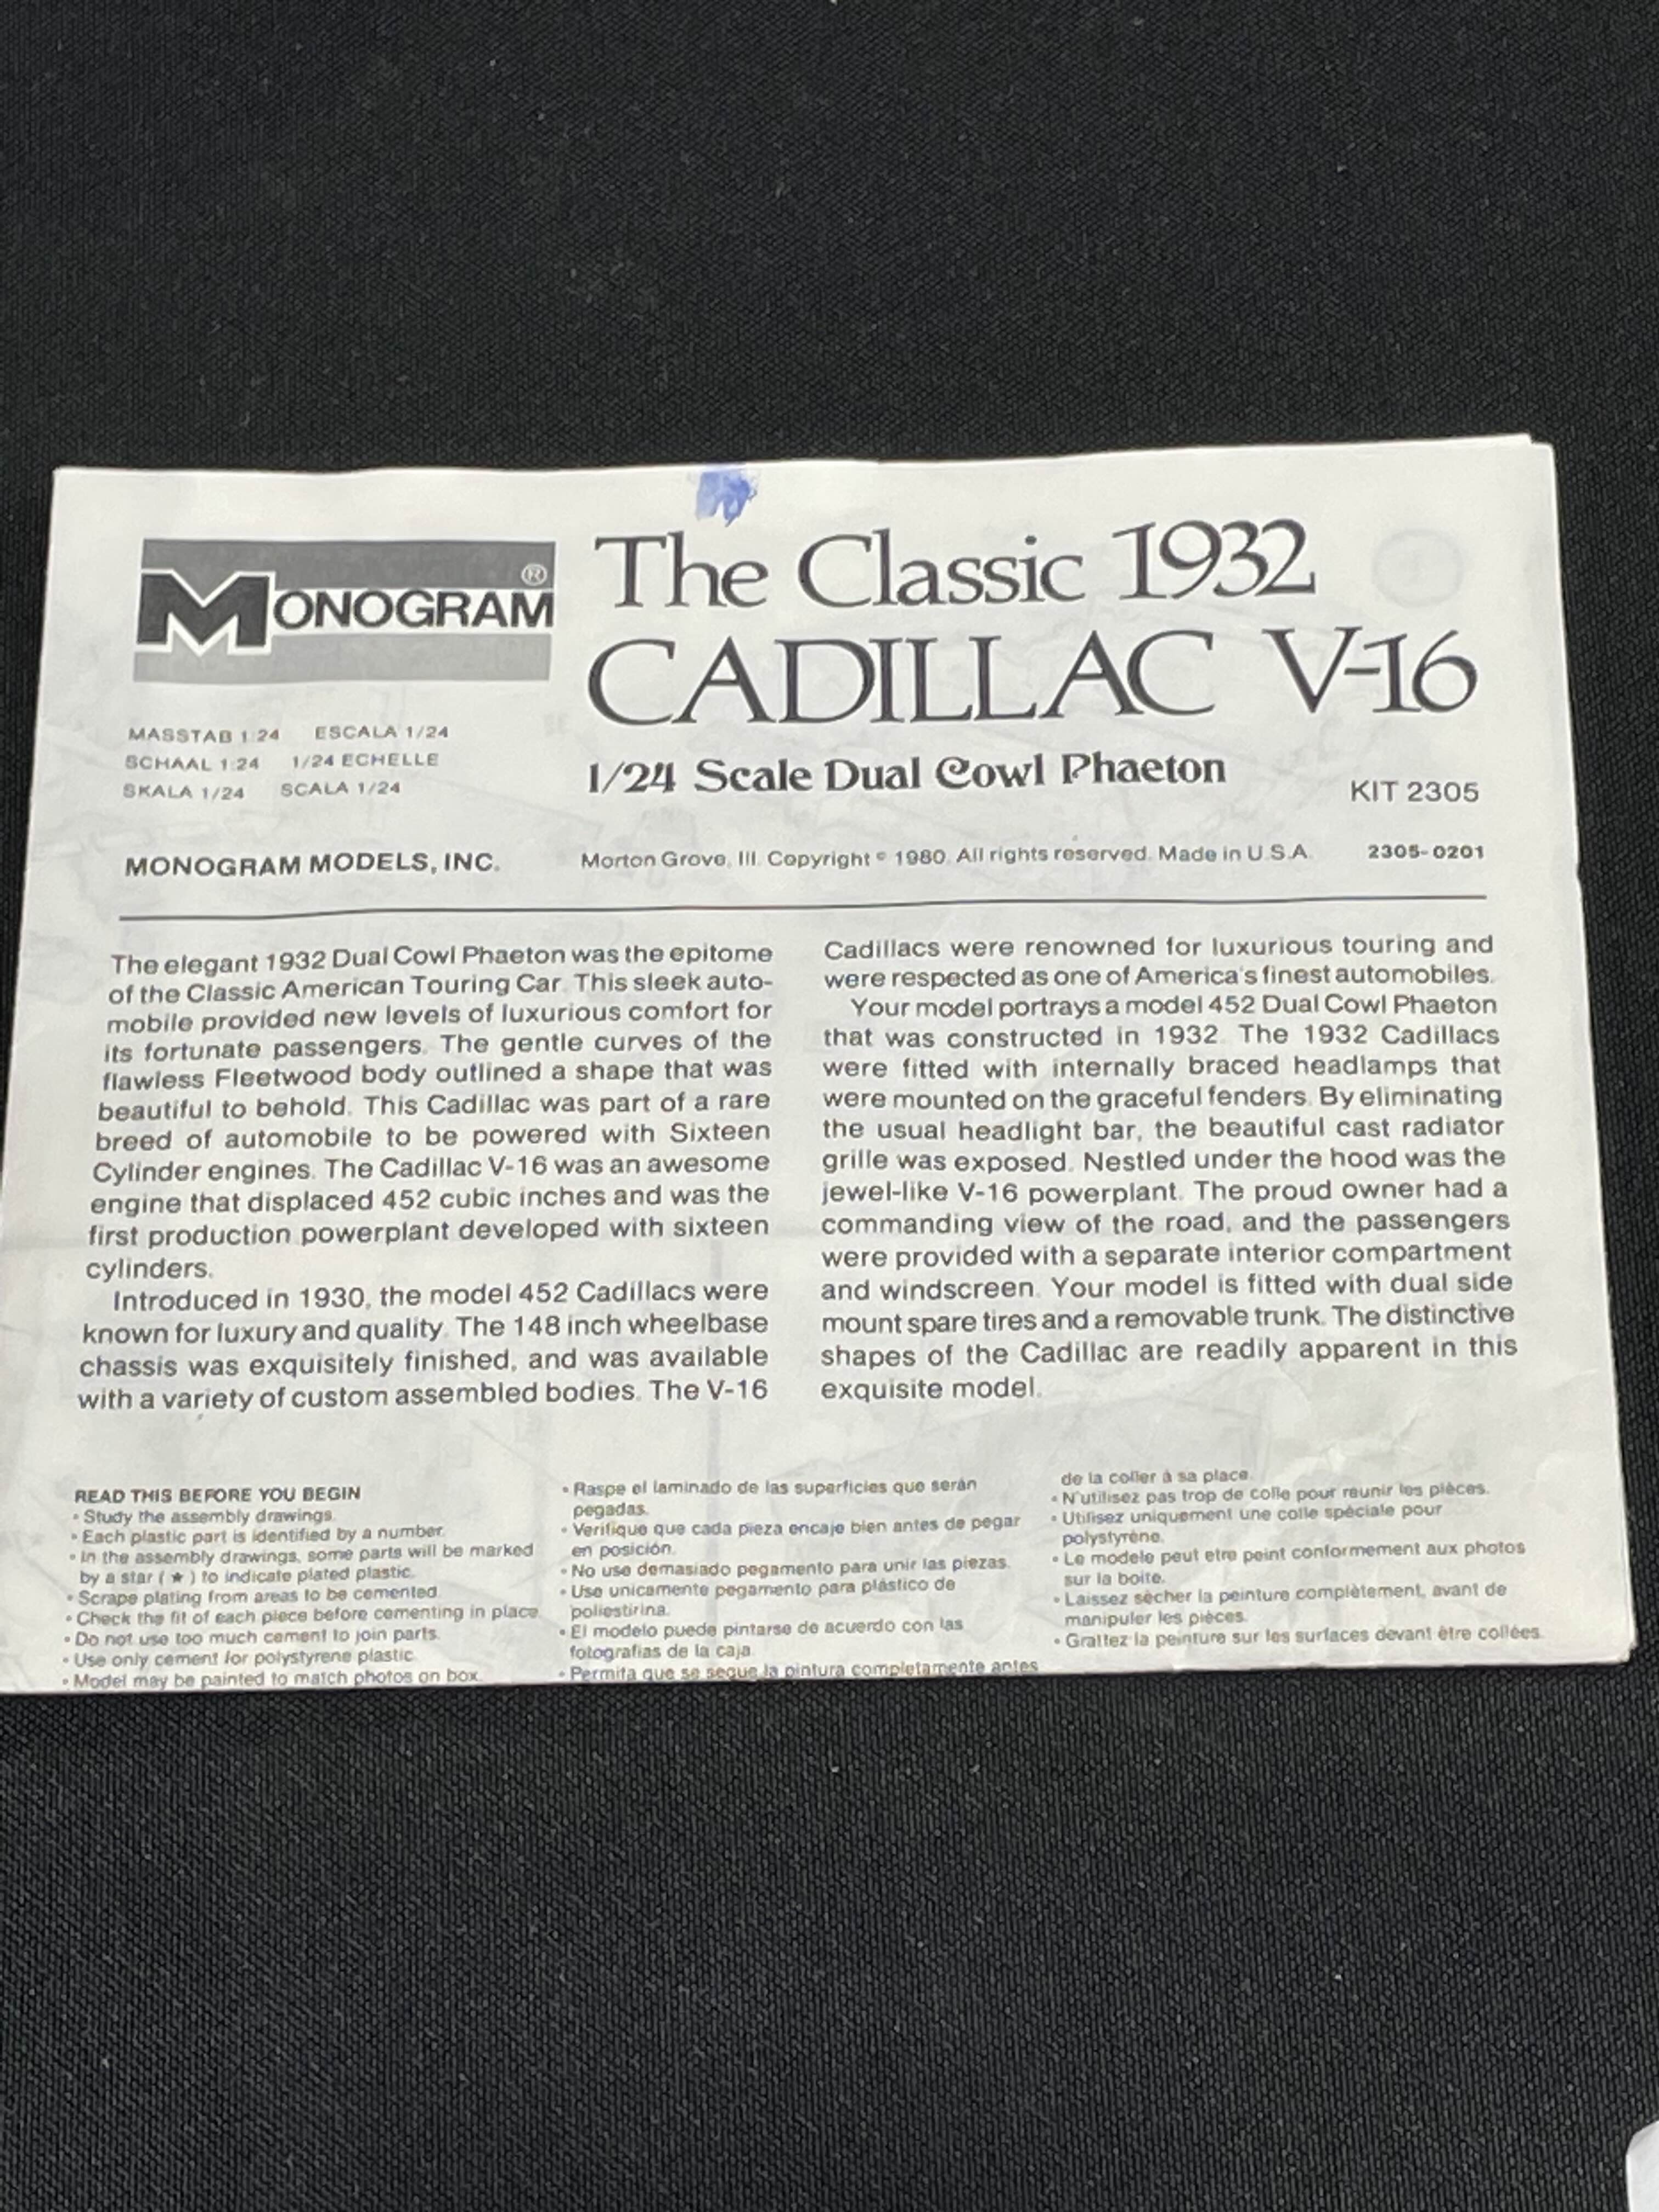 MONOGRAM®
The Classic 1932
CADILLAC V-16
MASSTAB 1:24 ESCALA 1/24
SCHAAL 1:24 1/24 ECHELLE
SKALA 1/24 SCALA 1/24
1/24 Scale Dual Cowl Phaeton
KIT 2305
MONOGRAM MODELS, INC.
Morton Grove, Ill. Copyright © 1980. All rights reserved. Made in U.S.A.
2305-0201
The elegant 1932 Dual Cowl Phaeton was the epitome
of the Classic American Touring Car. This sleek auto-
mobile provided new levels of luxurious comfort for
its fortunate passengers. The gentle curves of the
flawless Fleetwood body outlined a shape that was
beautiful to behold. This Cadillac was part of a rare
breed of automobile to be powered with Sixteen
Cylinder engines. The Cadillac V-16 was an awesome
engine that displaced 452 cubic inches and was the
first production powerplant developed with sixteen
cylinders.
Introduced in 1930, the model 452 Cadillacs were
known for luxury and quality. The 148 inch wheelbase
chassis was exquisitely finished, and was available
with a variety of custom assembled bodies. The V-16
Cadillacs were renowned for luxurious touring and
were respected as one of America's finest automobiles.
Your model portrays a model 452 Dual Cowl Phaeton
that was constructed in 1932. The 1932 Cadillacs
were fitted with internally braced headlamps that
were mounted on the graceful fenders. By eliminating
the usual headlight bar, the beautiful cast radiator
grille was exposed. Nestled under the hood was the
jewel-like V-16 powerplant. The proud owner had a
commanding view of the road, and the passengers
were provided with a separate interior compartment
and windscreen. Your model is fitted with dual side
mount spare tires and a removable trunk. The distinctive
shapes of the Cadillac are readily apparent in this
exquisite model.
READ THIS BEFORE YOU BEGIN
• Study the assembly drawings.
• Each plastic part is identified by a number.
• In the assembly drawings, some parts will be marked
by a star ( ★ ) to indicate plated plastic.
• Scrape plating from areas to be cemented.
• Check the fit of each piece before cementing in place.
• Do not use too much cement to join parts.
• Use only cement for polystyrene plastic.
• Model may be painted to match photos on box.
• Raspe el laminado de las superficies que serán
pegadas.
• Verifique que cada pieza encaje bien antes de pegar
en posición.
• No use demasiado pegamento para unir las piezas.
• Use unicamente pegamento para plástico de
poliestirina.
• El modelo puede pintarse de acuerdo con las
fotografias de la caja.
• Permita que se seque la pintura completamente antes
de la coller à sa place.
• N'utilisez pas trop de colle pour réunir les pièces.
• Utilisez uniquement une colle spéciale pour
polystyrène.
• Le modele peut etre peint conformement aux photos
sur la boite.
• Laissez sècher la peinture complètement, avant de
manipuler les pièces.
• Grattez la peinture sur les surfaces devant être collées.